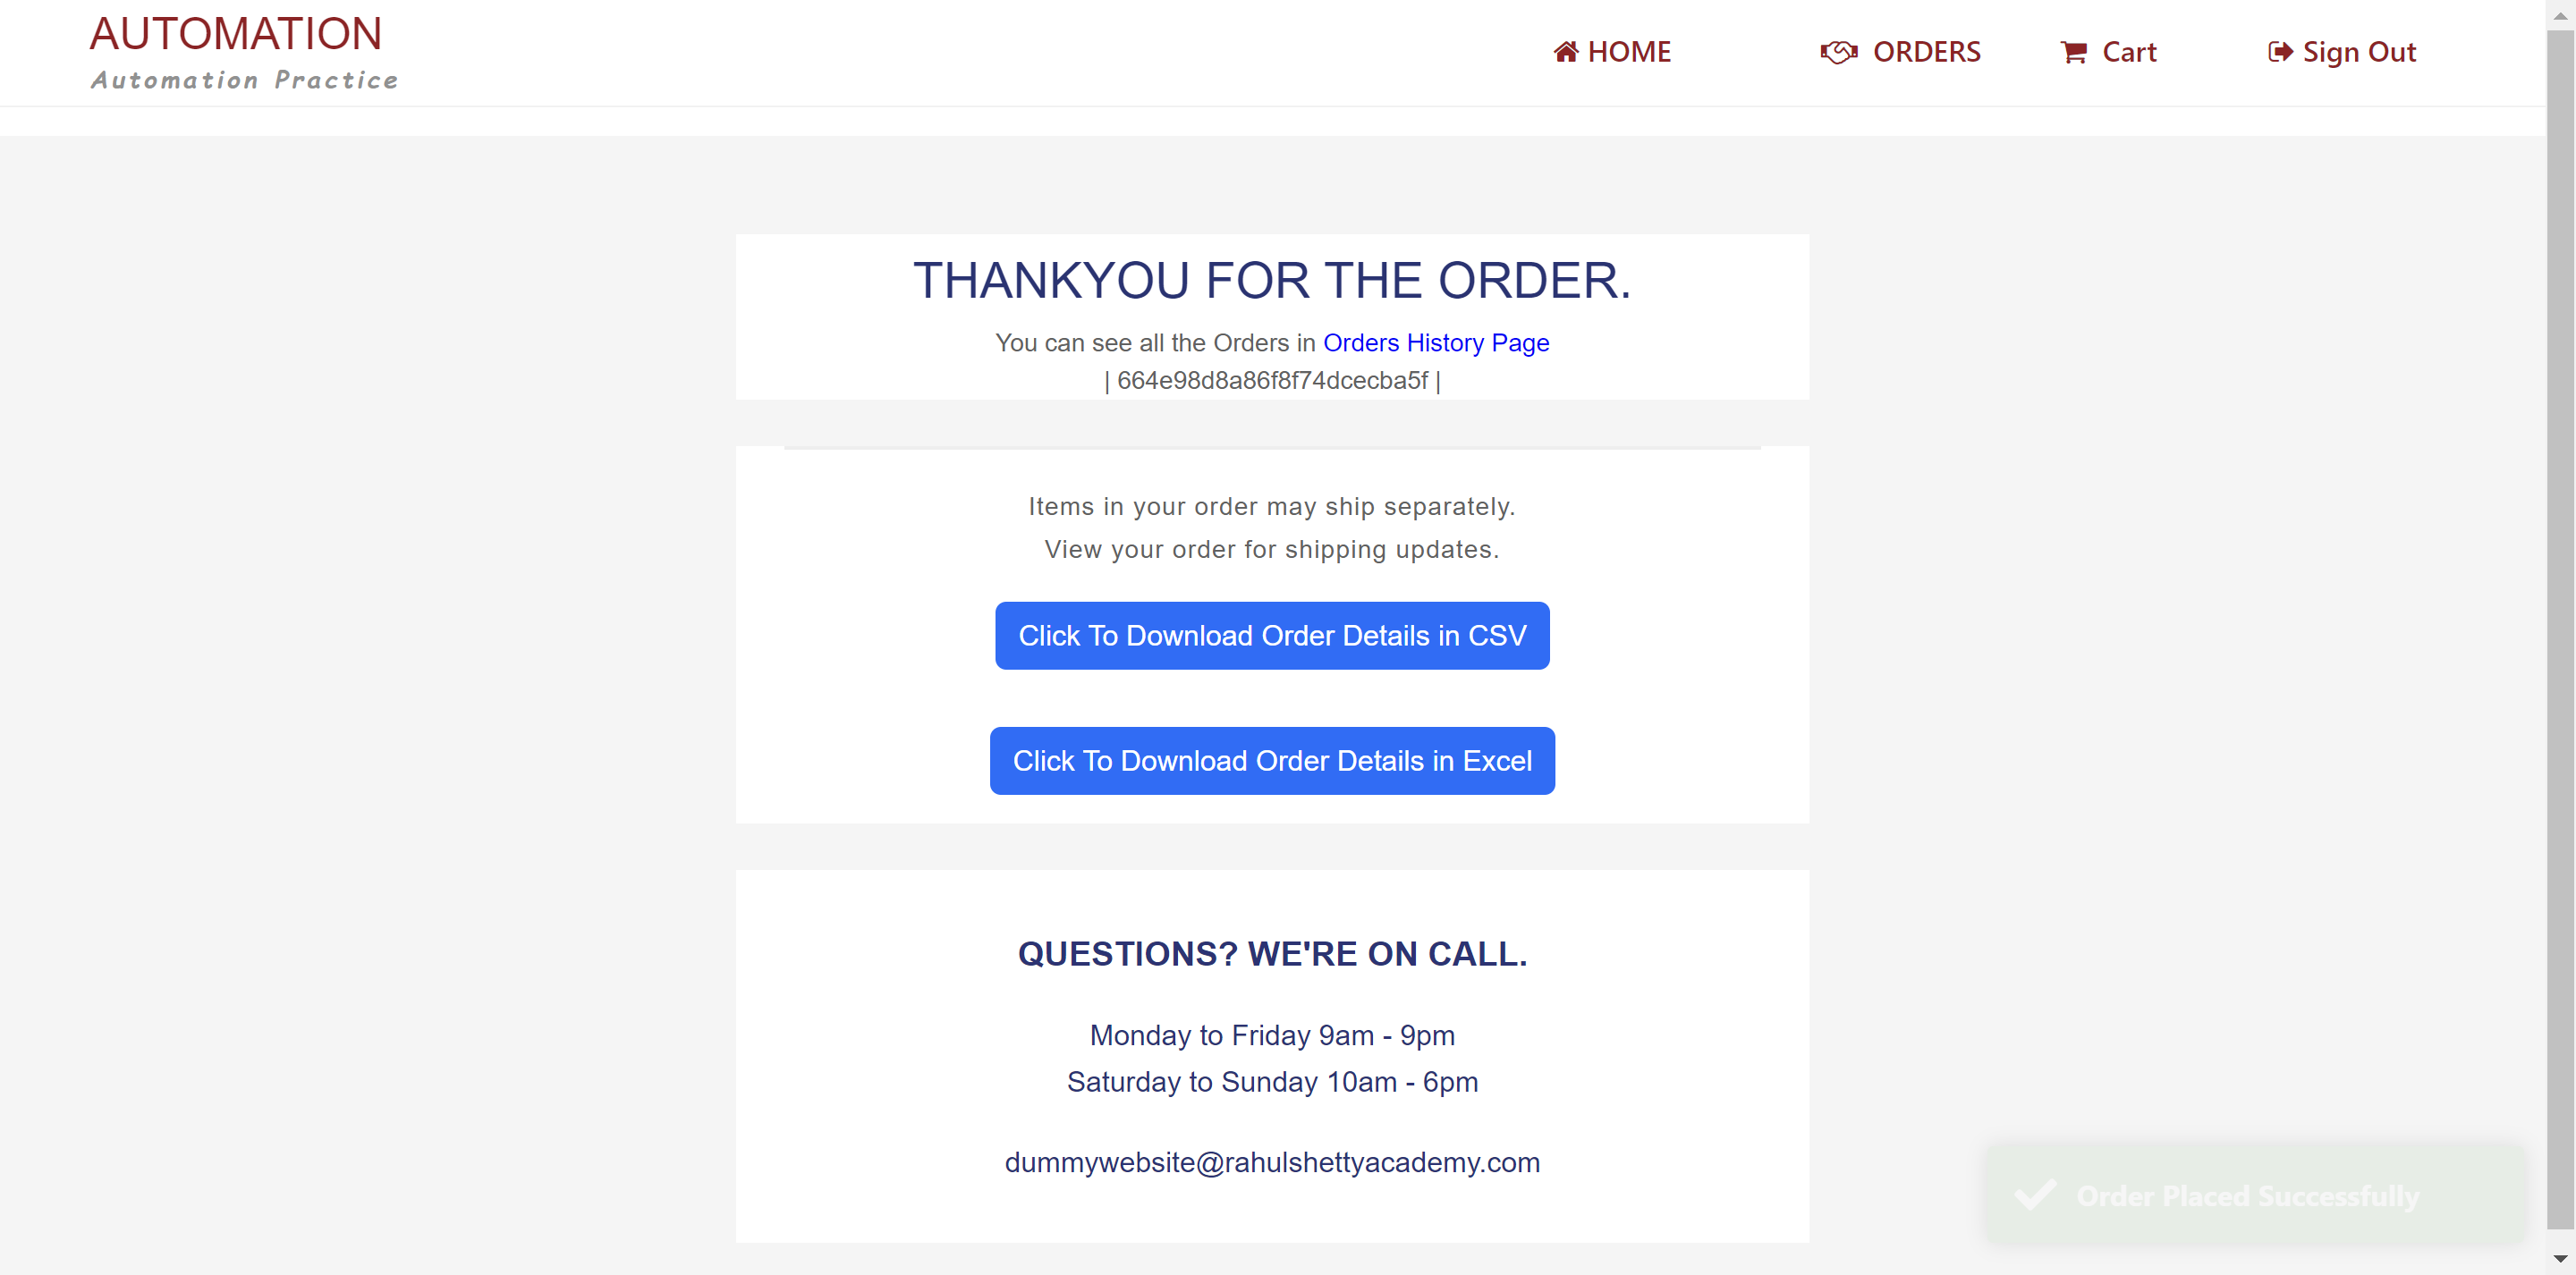 AUTOMATION
Automation Practice
HOME
ORDERS
Cart
Sign Out
THANKYOU FOR THE ORDER.
You can see all the Orders in Orders History Page
| 664e98d8a86f8f74dcecba5f |
Items in your order may ship separately.
View your order for shipping updates.
Click To Download Order Details in CSV
Click To Download Order Details in Excel
QUESTIONS? WE'RE ON CALL.
Monday to Friday 9am - 9pm
Saturday to Sunday 10am - 6pm
dummywebsite@rahulshettyacademy.com
Order Placed Successfully